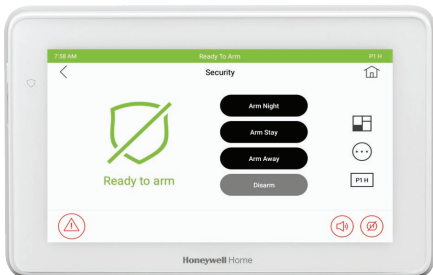 7:58 AM Ready To Arm P1-H
Security
Arm Night
Arm Stay
Arm Away
Disarm
Ready to arm
P1 H
Honeywell Home